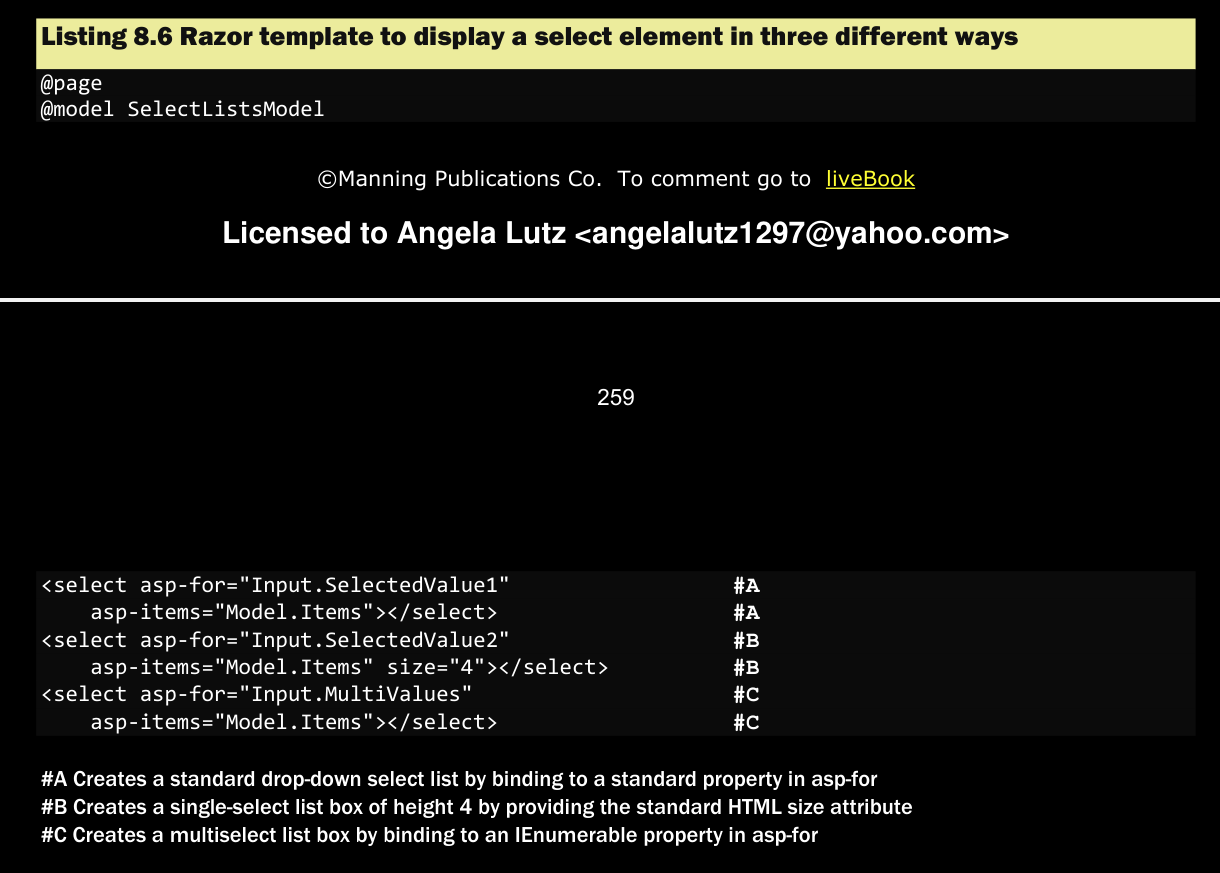 Listing 8.6 Razor template to display a select element in three different ways
@page
@model SelectListsModel
©Manning Publications Co.  To comment go to  liveBook
Licensed to Angela Lutz <angelalutz1297@yahoo.com>
259
<select asp-for="Input.SelectedValue1"                  #A
    asp-items="Model.Items"></select>                   #A
<select asp-for="Input.SelectedValue2"                  #B
    asp-items="Model.Items" size="4"></select>          #B
<select asp-for="Input.MultiValues"                     #C
    asp-items="Model.Items"></select>                   #C
#A Creates a standard drop-down select list by binding to a standard property in asp-for
#B Creates a single-select list box of height 4 by providing the standard HTML size attribute
#C Creates a multiselect list box by binding to an IEnumerable property in asp-for